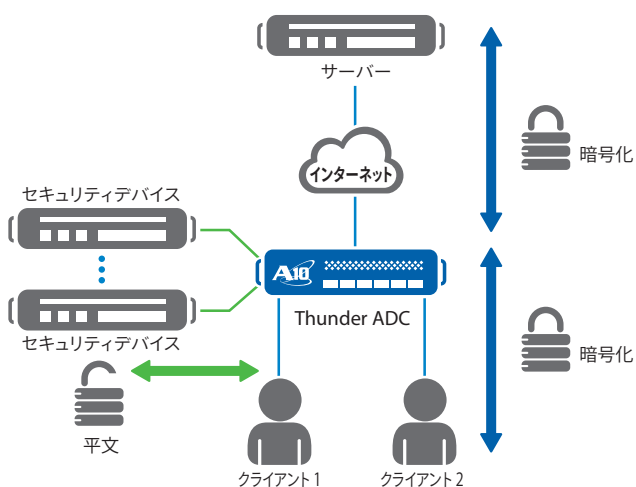 サーバー
暗号化
インターネット
セキュリティデバイス
A10
Thunder ADC
セキュリティデバイス
暗号化
平文
クライアント 1
クライアント 2